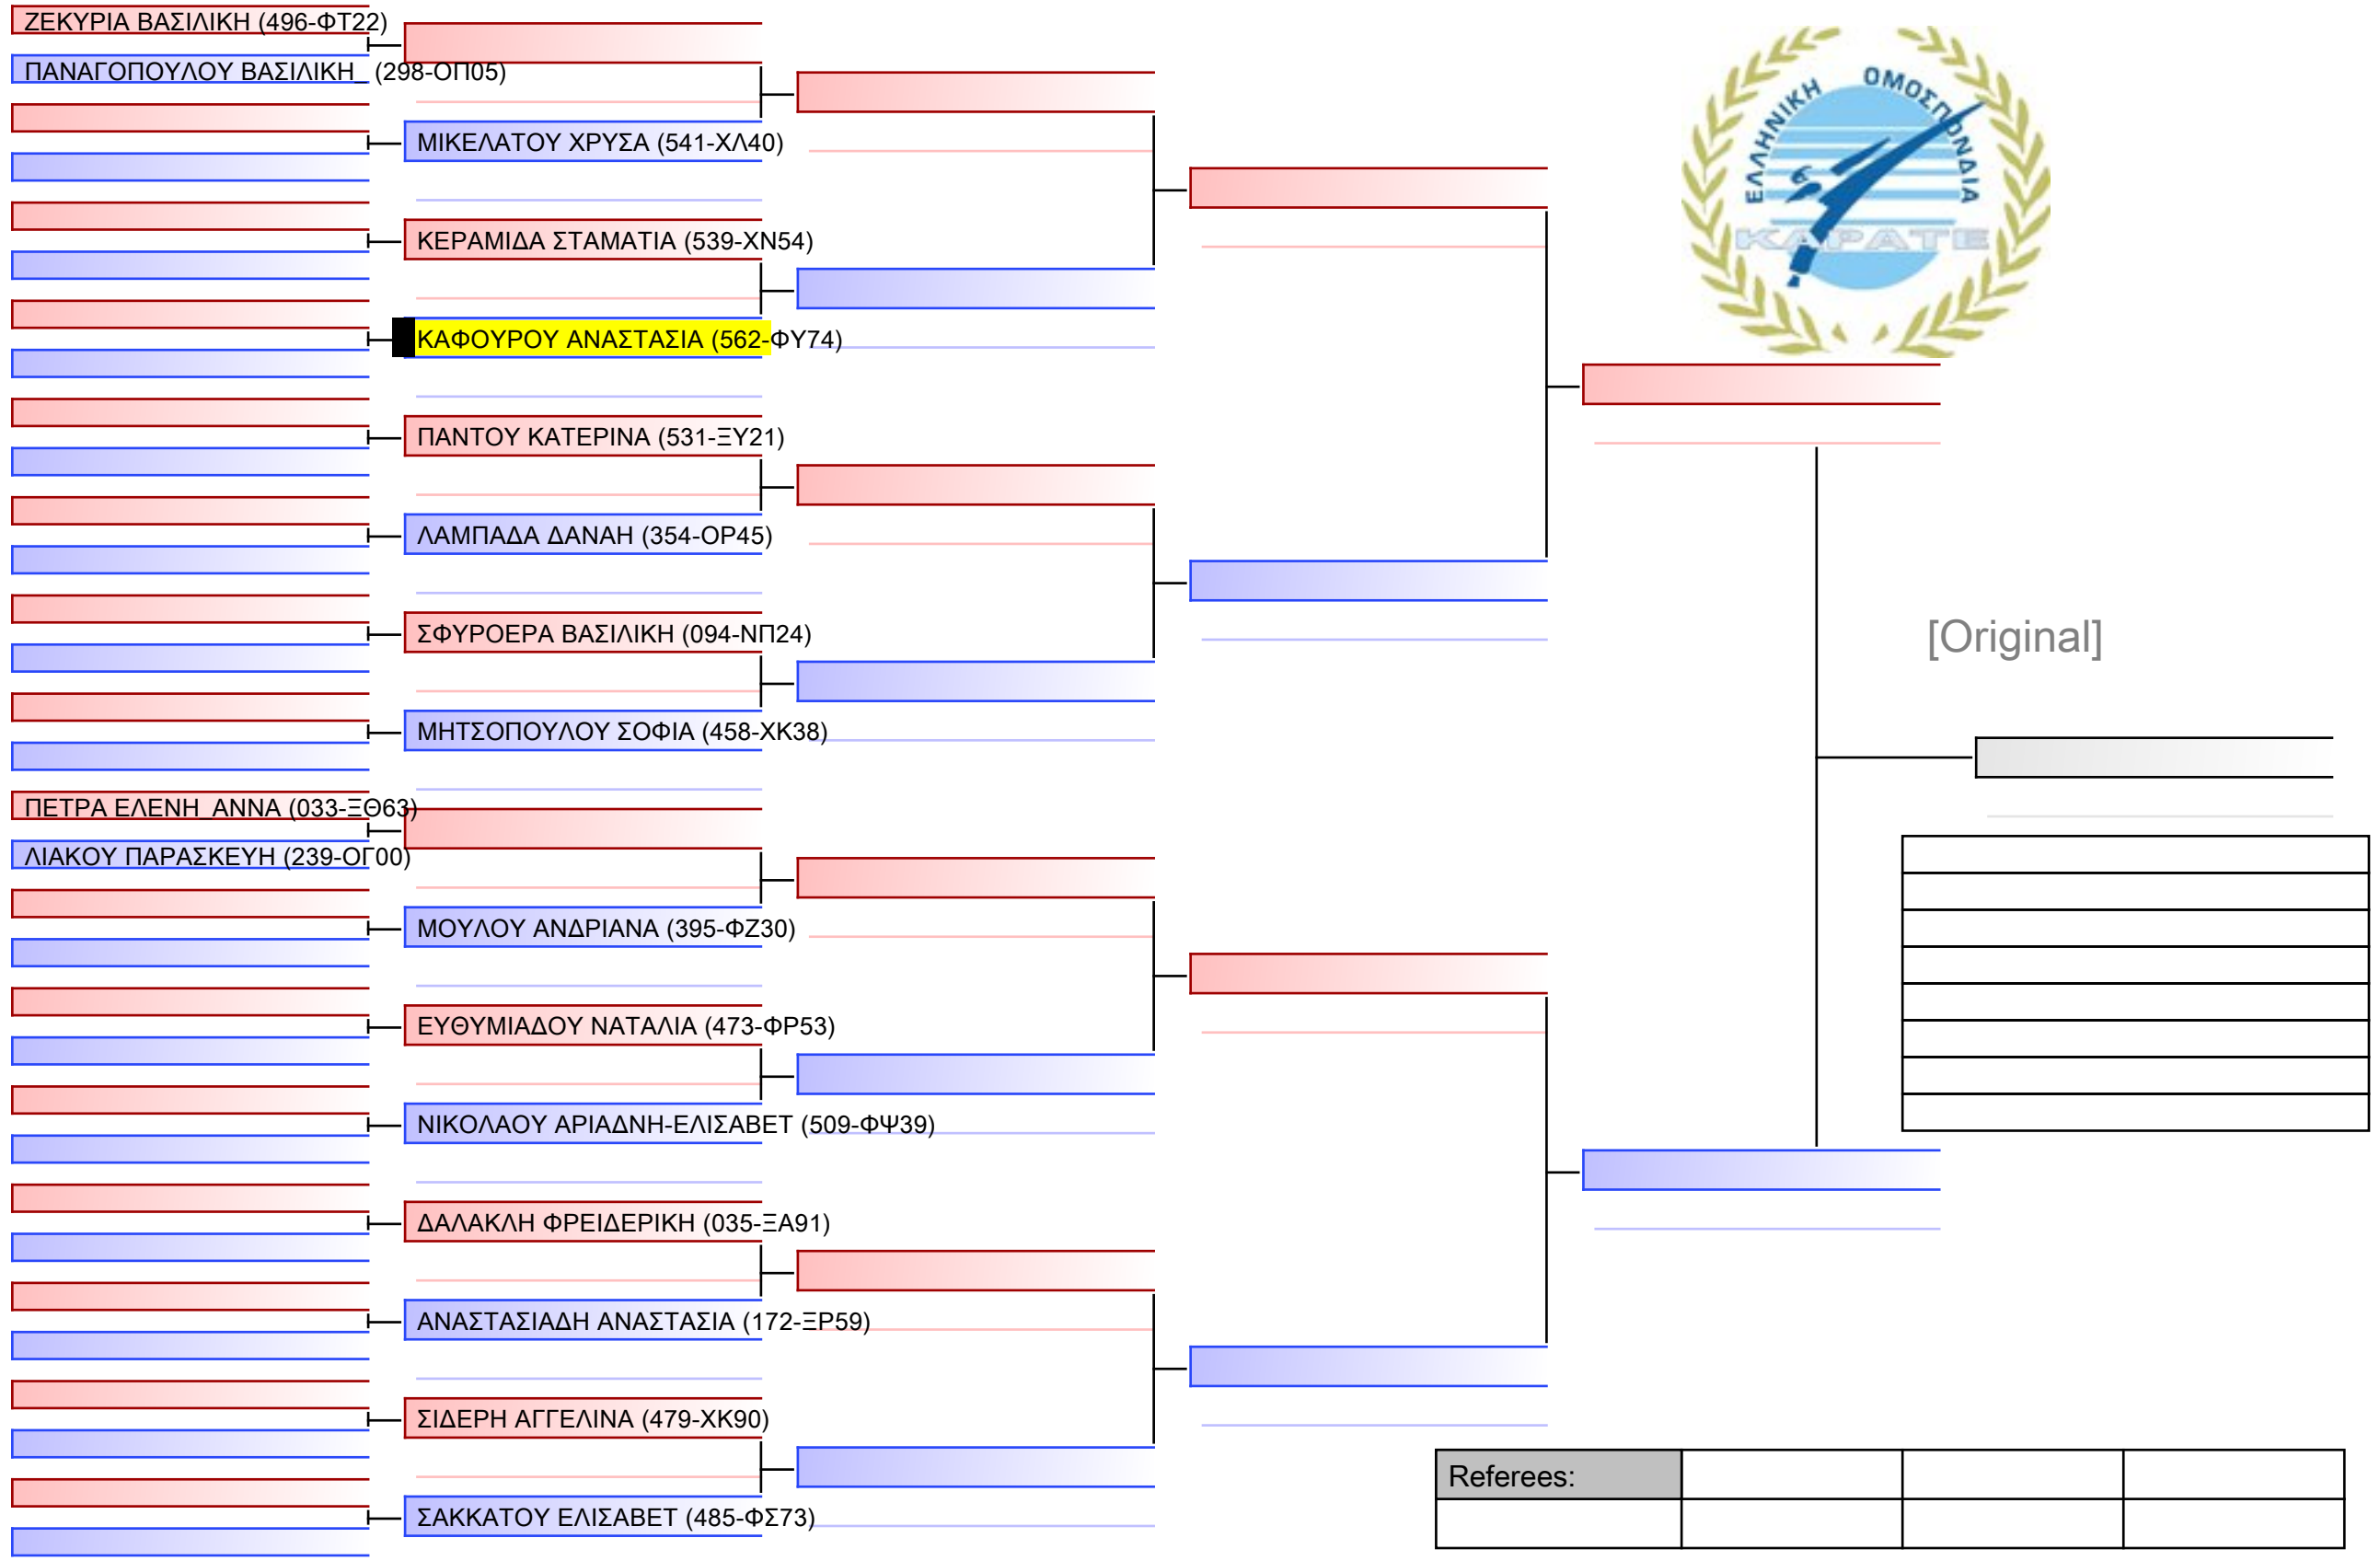 ΖΕΚΥΡΙΑ ΒΑΣΙΛΙΚΗ (496-ΦΤ22)
ΠΑΝΑΓΟΠΟΥΛΟΥ ΒΑΣΙΛΙΚΗ_ (298-ΟΠ05)
ΜΙΚΕΛΑΤΟΥ ΧΡΥΣΑ (541-ΧΛ40)
ΚΕΡΑΜΙΔΑ ΣΤΑΜΑΤΙΑ (539-ΧΝ54)
ΚΑΦΟΥΡΟΥ ΑΝΑΣΤΑΣΙΑ (562-ΦΥ74)
ΠΑΝΤΟΥ ΚΑΤΕΡΙΝΑ (531-ΞΥ21)
ΛΑΜΠΑΔΑ ΔΑΝΑΗ (354-ΟΡ45)
ΣΦΥΡΟΕΡΑ ΒΑΣΙΛΙΚΗ (094-ΝΠ24)
ΜΗΤΣΟΠΟΥΛΟΥ ΣΟΦΙΑ (458-ΧΚ38)
ΠΕΤΡΑ ΕΛΕΝΗ_ΑΝΝΑ (033-ΞΘ63)
ΛΙΑΚΟΥ ΠΑΡΑΣΚΕΥΗ (239-ΟΓ00)
ΜΟΥΛΟΥ ΑΝΔΡΙΑΝΑ (395-ΦΖ30)
ΕΥΘΥΜΙΑΔΟΥ ΝΑΤΑΛΙΑ (473-ΦΡ53)
ΝΙΚΟΛΑΟΥ ΑΡΙΑΔΝΗ-ΕΛΙΣΑΒΕΤ (509-ΦΨ39)
ΔΑΛΑΚΛΗ ΦΡΕΙΔΕΡΙΚΗ (035-ΞΑ91)
ΑΝΑΣΤΑΣΙΑΔΗ ΑΝΑΣΤΑΣΙΑ (172-ΞΡ59)
ΣΙΔΕΡΗ ΑΓΓΕΛΙΝΑ (479-ΧΚ90)
ΣΑΚΚΑΤΟΥ ΕΛΙΣΑΒΕΤ (485-ΦΣ73)
ΕΛΛΗΝΙΚΗ ΟΜΟΣΠΟΝΔΙΑ
ΚΑΡΑΤΕ
[Original]
Referees: